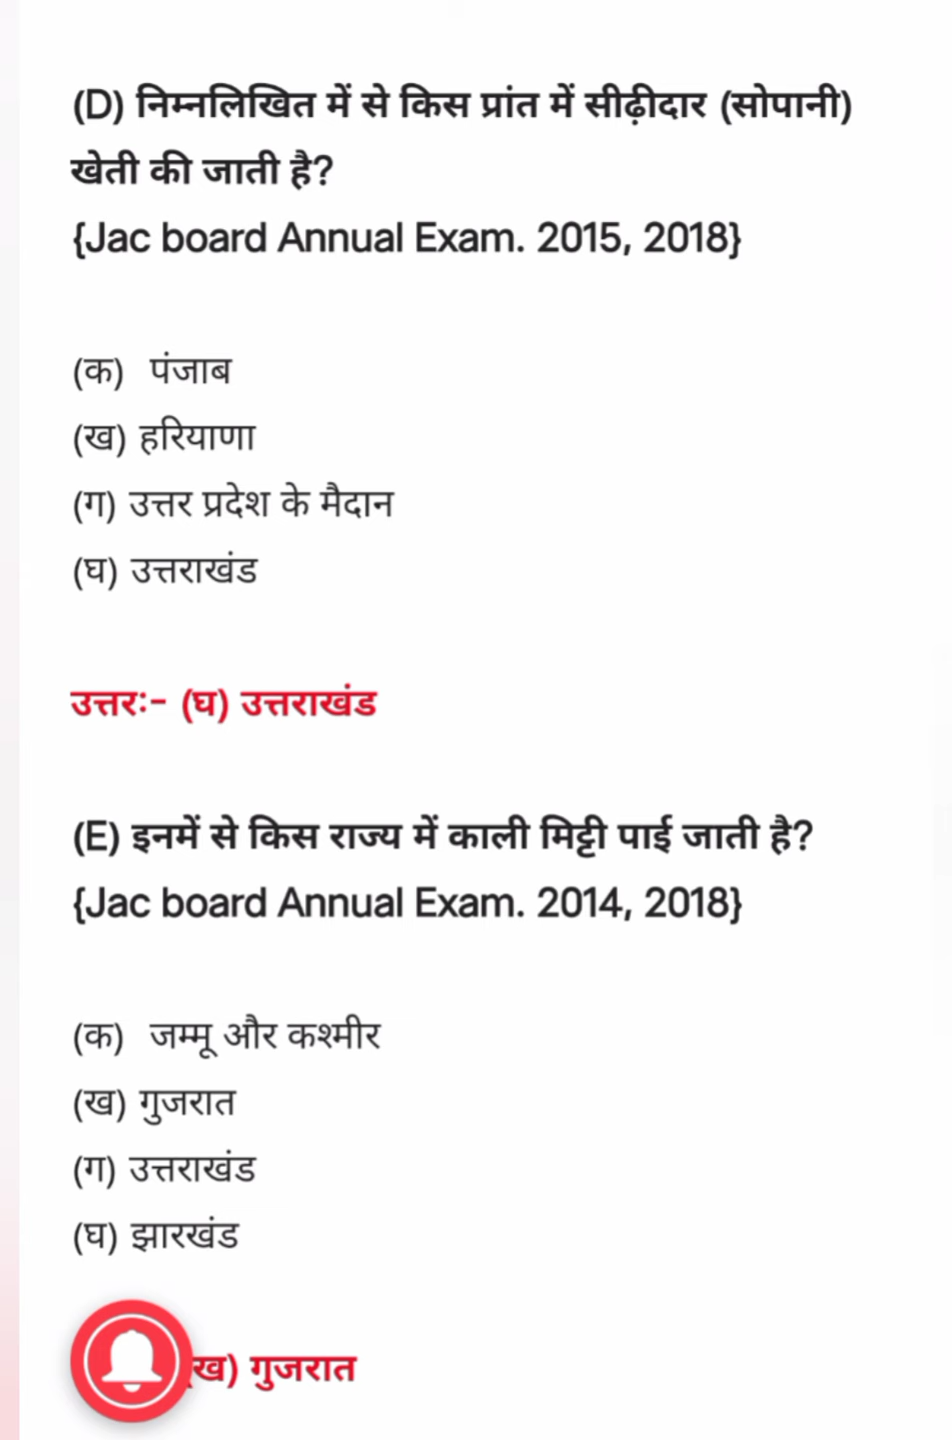 (D) निम्नलिखित में से किस प्रांत में सीढ़ीदार (सोपानी)
खेती की जाती है?
{Jac board Annual Exam. 2015, 2018}
(क) पंजाब
(ख) हरियाणा
(ग) उत्तर प्रदेश के मैदान
(घ) उत्तराखंड
उत्तर:- (घ) उत्तराखंड
(E) इनमें से किस राज्य में काली मिट्टी पाई जाती है?
{Jac board Annual Exam. 2014, 2018}
(क) जम्मू और कश्मीर
(ख) गुजरात
(ग) उत्तराखंड
(घ) झारखंड
ख) गुजरात